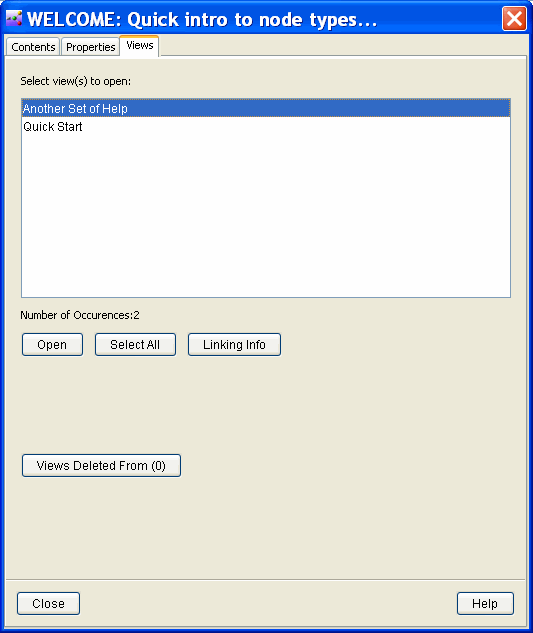 WELCOME: Quick intro to node types...
Contents Properties Views
Select view(s) to open:
Another Set of Help
Quick Start
Number of Occurences:2
Open Select All Linking Info
Views Deleted From (0)
Close Help